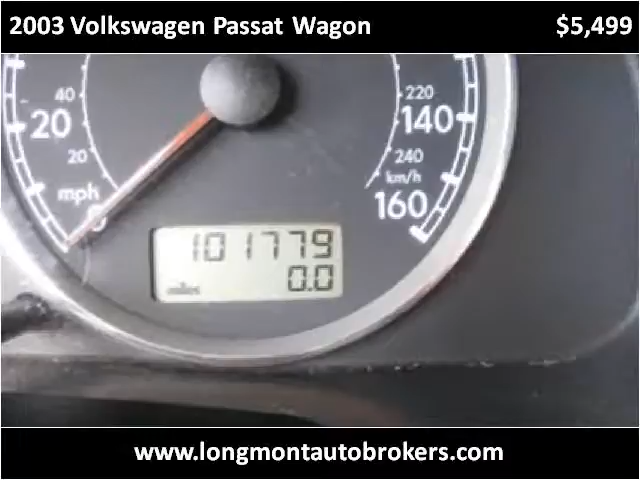 2003 Volkswagen Passat Wagon $5,499
40 220
20 140
20 240
mph km/h
0 160
101779
miles 0.0
www.longmontautobrokers.com